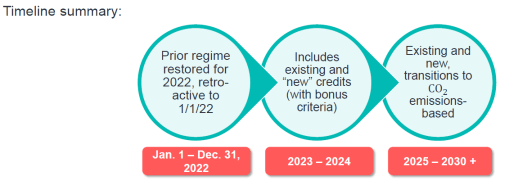 Timeline summary:
Prior regime
restored for
2022, retro-
active to
1/1/22
Includes
existing and
“new” credits
(with bonus
criteria)
Existing and
new,
transitions to
CO2
emissions-
based
Jan. 1 – Dec. 31,
2022
2023 – 2024
2025 – 2030 +